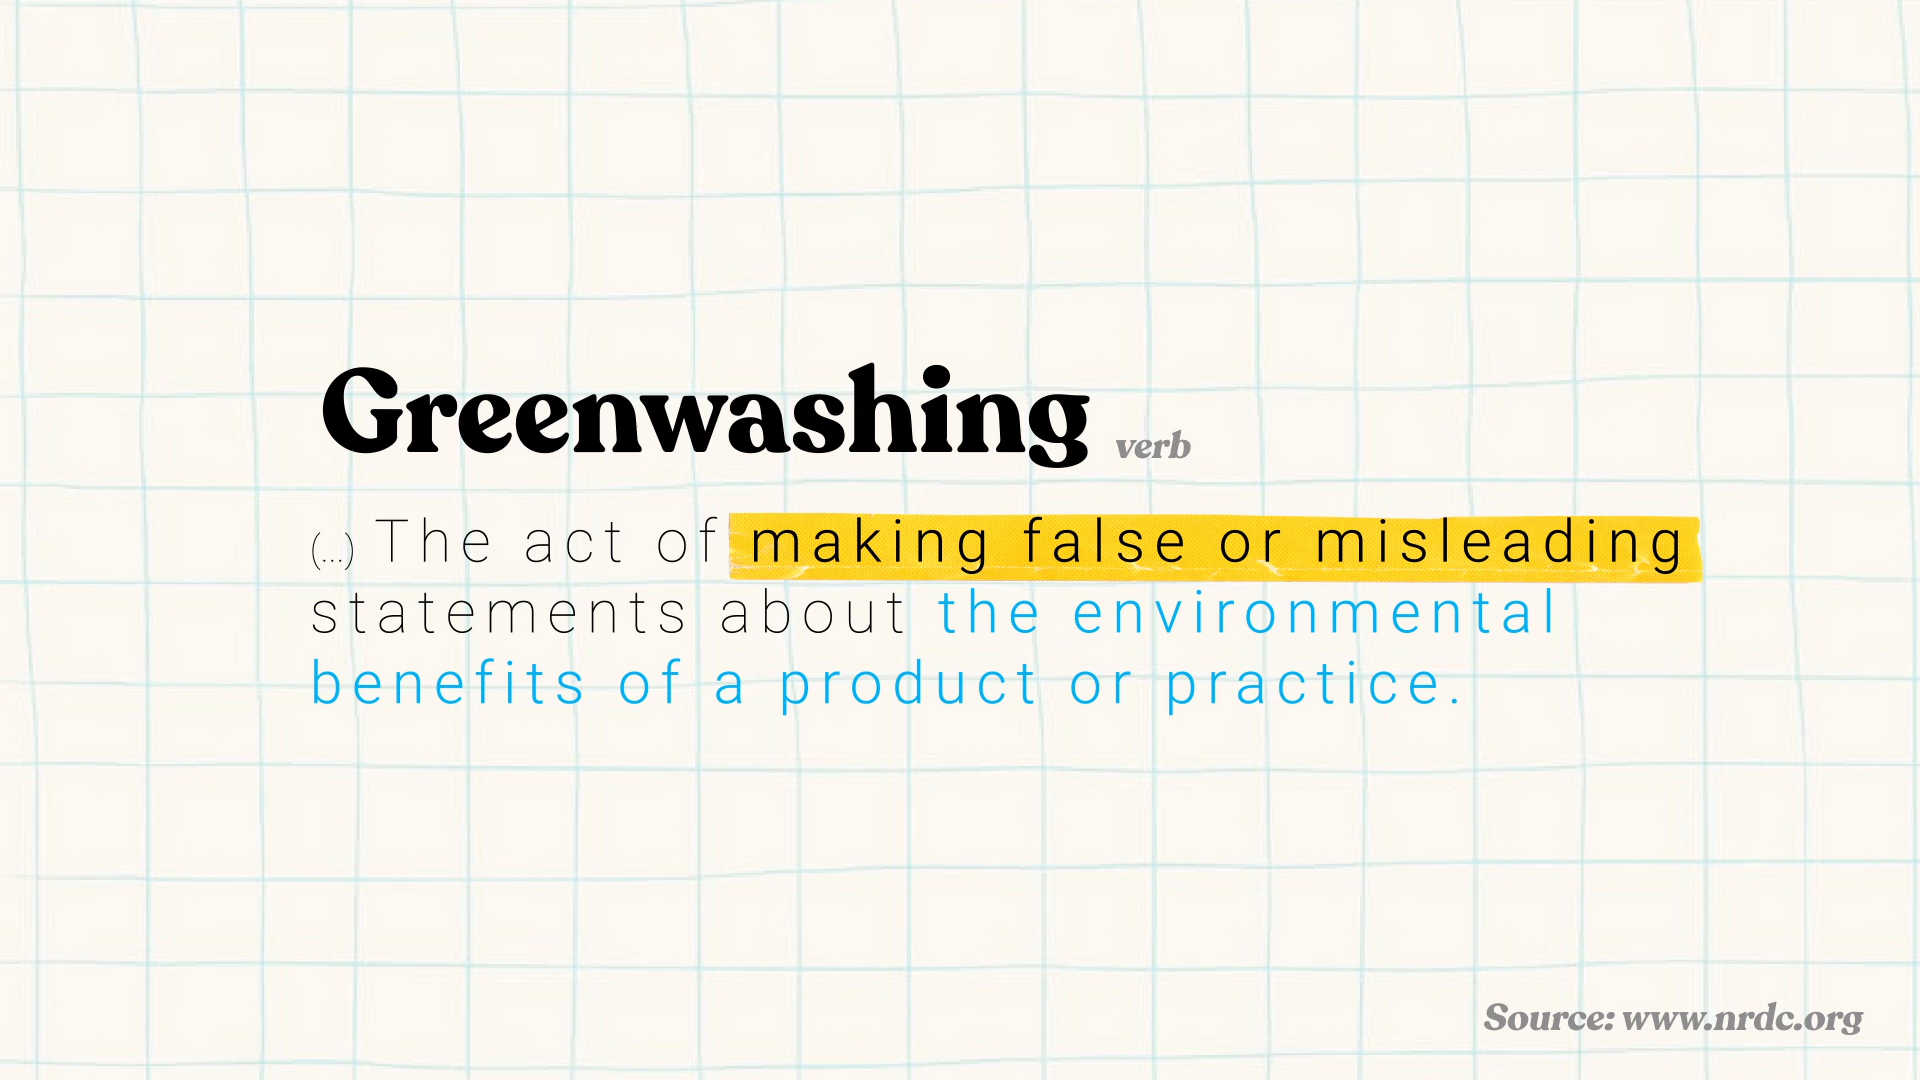 Greenwashing verb
(...) The act of making false or misleading
statements about the environmental
benefits of a product or practice.
Source: www.nrdc.org